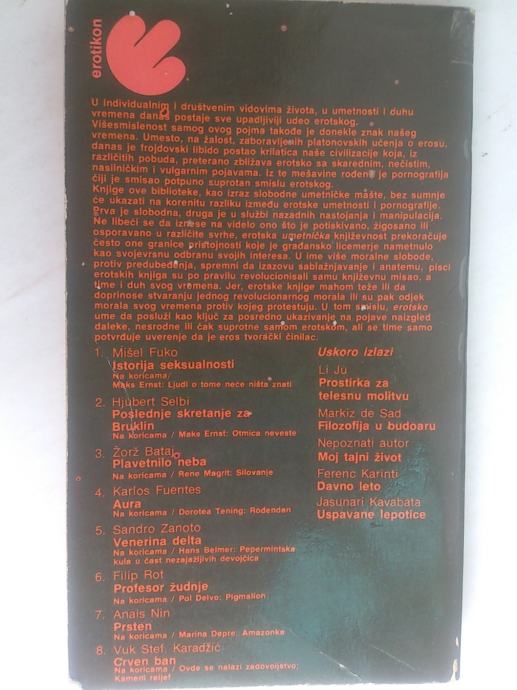 erotikon
U individualnim i društvenim vidovima života, u umetnosti i duhu
vremena danas postaje sve upadljiviji udeo erotskog.
Višesmislenost samog ovog pojma takođe je donekle znak našeg
vremena. Umesto, na žalost, zaboravljenih platonovskih učenja o erosu,
danas je frojdovski libido postao krilatica naše civilizacije koja, iz
različitih pobuda, preterano zbližava erotsko sa skarednim, nečistim,
nasilničkim i vulgarnim pojavama. Iz te mešavine rođena je pornografija
čiji je smisao potpuno suprotan smislu erotskog.
Knjige ove biblioteke, kao izraz slobodne umetničke mašte, bez sumnje
će ukazati na korenitu razliku između erotske umetnosti i pornografije.
Prva je slobodna, druga je u službi nazadnih nastojanja i manipulacija.
Ne libeći se da iznese na videlo ono što je potiskivano, žigosano ili
osporavano u različite svrhe, erotska umetnička književnost prekoračuje
često one granice pristojnosti koje je građansko licemerje nametnulo
kao svojevrsnu odbranu svojih interesa. U ime više moralne slobode,
protiv predubeđenja, spremni da izazovu sablažnjavanje i anatemu, pisci
erotskih knjiga su po pravilu revolucionisali samu književnu misao, a
time i duh svog vremena. Jer, erotske knjige mahom teže ili da
doprinose stvaranju jednog revolucionarnog morala ili su pak odjek
morala svog vremena protiv kojeg protestuju. U tom smislu, erotsko
ume da posluži kao ključ za posredno ukazivanje na pojave naizgled
daleke, nesrodne ili čak suprotne samom erotskom, ali se time samo
potvrđuje uverenje da je eros tvorački činilac.
1. Mišel Fuko
Istorija seksualnosti
Na koricama/
Maks Ernst: Ljudi o tome neće ništa znati
2. Hjubert Selbi
Poslednje skretanje za
Bruklin
Na koricama / Maks Ernst: Otmica neveste
3. Žorž Bataj
Plavetnilo neba
Na koricama / Rene Magrit: Silovanje
4. Karlos Fuentes
Aura
Na koricama / Dorotea Tening: Rođendan
5. Sandro Zanoto
Venerina delta
Na koricama / Hans Belmer: Pepermintska
kula u čast nezajažljivih devojčica
6. Filip Rot
Profesor žudnje
Na koricama / Pol Delvo: Pigmalion
7. Anais Nin
Prsten
Na koricama / Marina Depre: Amazonka
8. Vuk Stef. Karadžić
Crven ban
Na koricama / Ovde se nalazi zadovoljstvo;
Kameni reljef
Uskoro izlazi
Li Ju
Prostirka za
telesnu molitvu
Markiz de Sad
Filozofija u budoaru
Nepoznati autor
Moj tajni život
Ferenc Karinti
Davno leto
Jasunari Kavabata
Uspavane lepotice